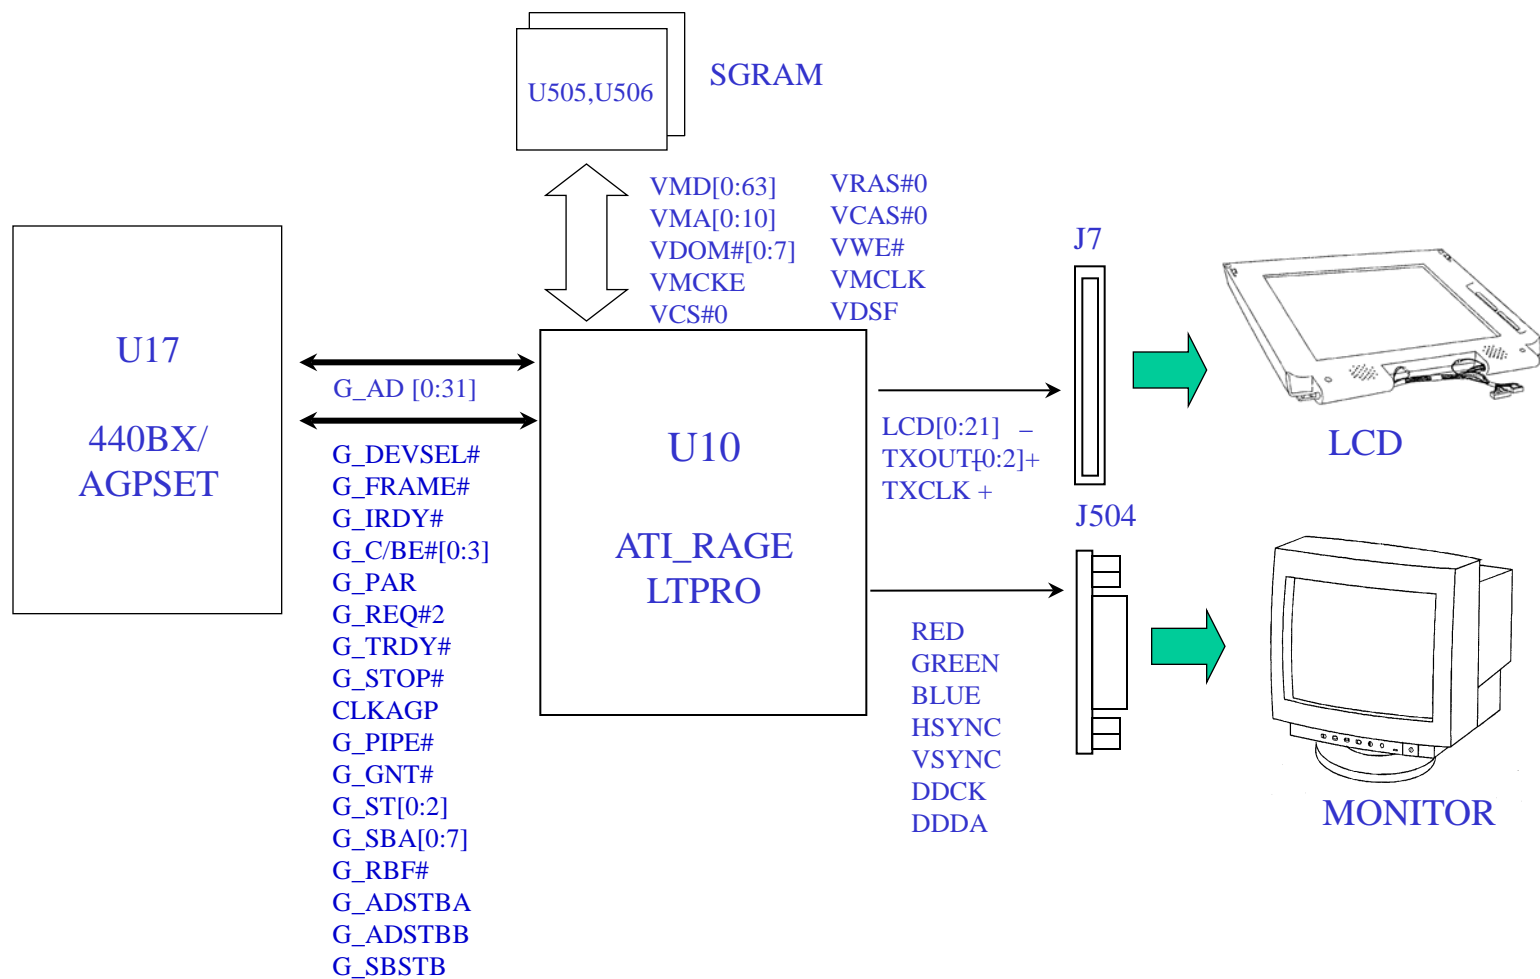 U505,U506
SGRAM
VMD[0:63]
VMA[0:10]
VDOM#[0:7]
VMCKE
VCS#0
VRAS#0
VCAS#0
VWE#
VMCLK
VDSF
U17
440BX/
AGPSET
G_AD [0:31]
G_DEVSEL#
G_FRAME#
G_IRDY#
G_C/BE#[0:3]
G_PAR
G_REQ#2
G_TRDY#
G_STOP#
CLKAGP
G_PIPE#
G_GNT#
G_ST[0:2]
G_SBA[0:7]
G_RBF#
G_ADSTBA
G_ADSTBB
G_SBSTB
U10
ATI_RAGE
LTPRO
J7
LCD[0:21] –
TXOUT[0:2]+
TXCLK +
LCD
J504
RED
GREEN
BLUE
HSYNC
VSYNC
DDCK
DDDA
MONITOR